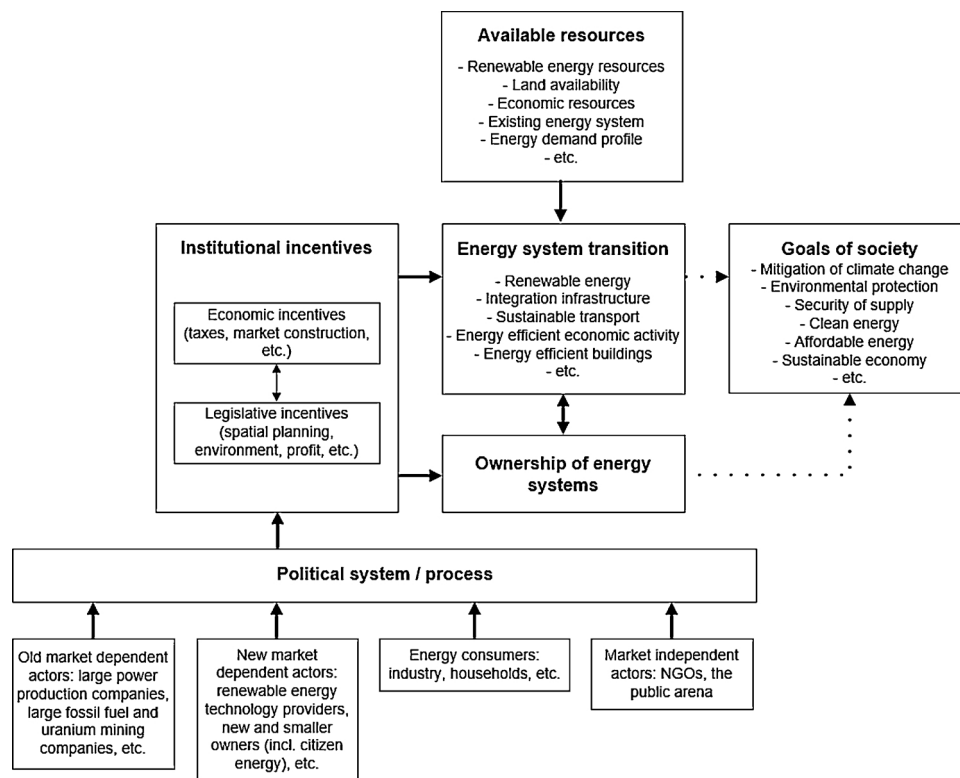 Available resources
- Renewable energy resources
- Land availability
- Economic resources
- Existing energy system
- Energy demand profile
- etc.
Institutional incentives
Economic incentives
(taxes, market construction,
etc.)
Legislative incentives
(spatial planning,
environment, profit, etc.)
Energy system transition
- Renewable energy
- Integration infrastructure
- Sustainable transport
- Energy efficient economic activity
- Energy efficient buildings
- etc.
Goals of society
- Mitigation of climate change
- Environmental protection
- Security of supply
- Clean energy
- Affordable energy
- Sustainable economy
- etc.
Ownership of energy
systems
Political system / process
Old market dependent
actors: large power
production companies,
large fossil fuel and
uranium mining
companies, etc.
New market
dependent actors:
renewable energy
technology providers,
new and smaller
owners (incl. citizen
energy), etc.
Energy consumers:
industry, households, etc.
Market independent
actors: NGOs, the
public arena